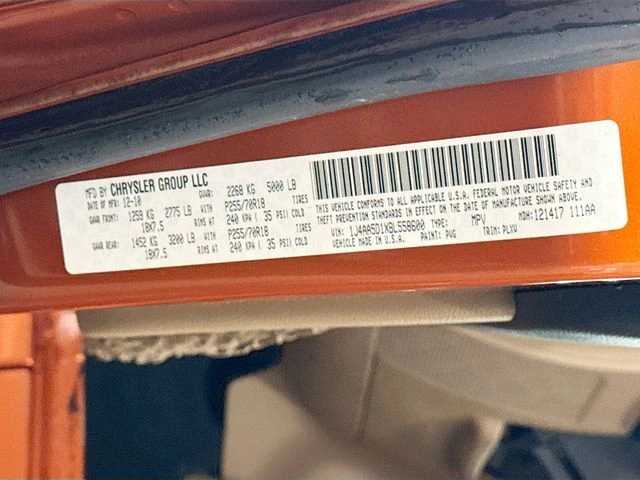 MFD BY CHRYSLER GROUP LLC
DATE OF MFR: 12-10 GVWR: 2268 KG 5000 LB
GAWR FRONT: 1259 KG 2775 LB WITH P255/70R18 TIRES
18X7.5 RIMS AT 240 KPA ( 35 PSI) COLD
GAWR REAR: 1452 KG 3200 LB WITH P255/70R18 TIRES
18X7.5 RIMS AT 240 KPA ( 35 PSI) COLD
THIS VEHICLE CONFORMS TO ALL APPLICABLE U.S.A. FEDERAL MOTOR VEHICLE SAFETY AND
THEFT PREVENTION STANDARDS IN EFFECT ON THE DATE OF MANUFACTURE SHOWN ABOVE.
VIN: 1J4AA5D1XBL558600 TYPE: MPV MDH: 121417 111AA
VEHICLE MADE IN U.S.A. PAINT: PVG TRIM: PLXV